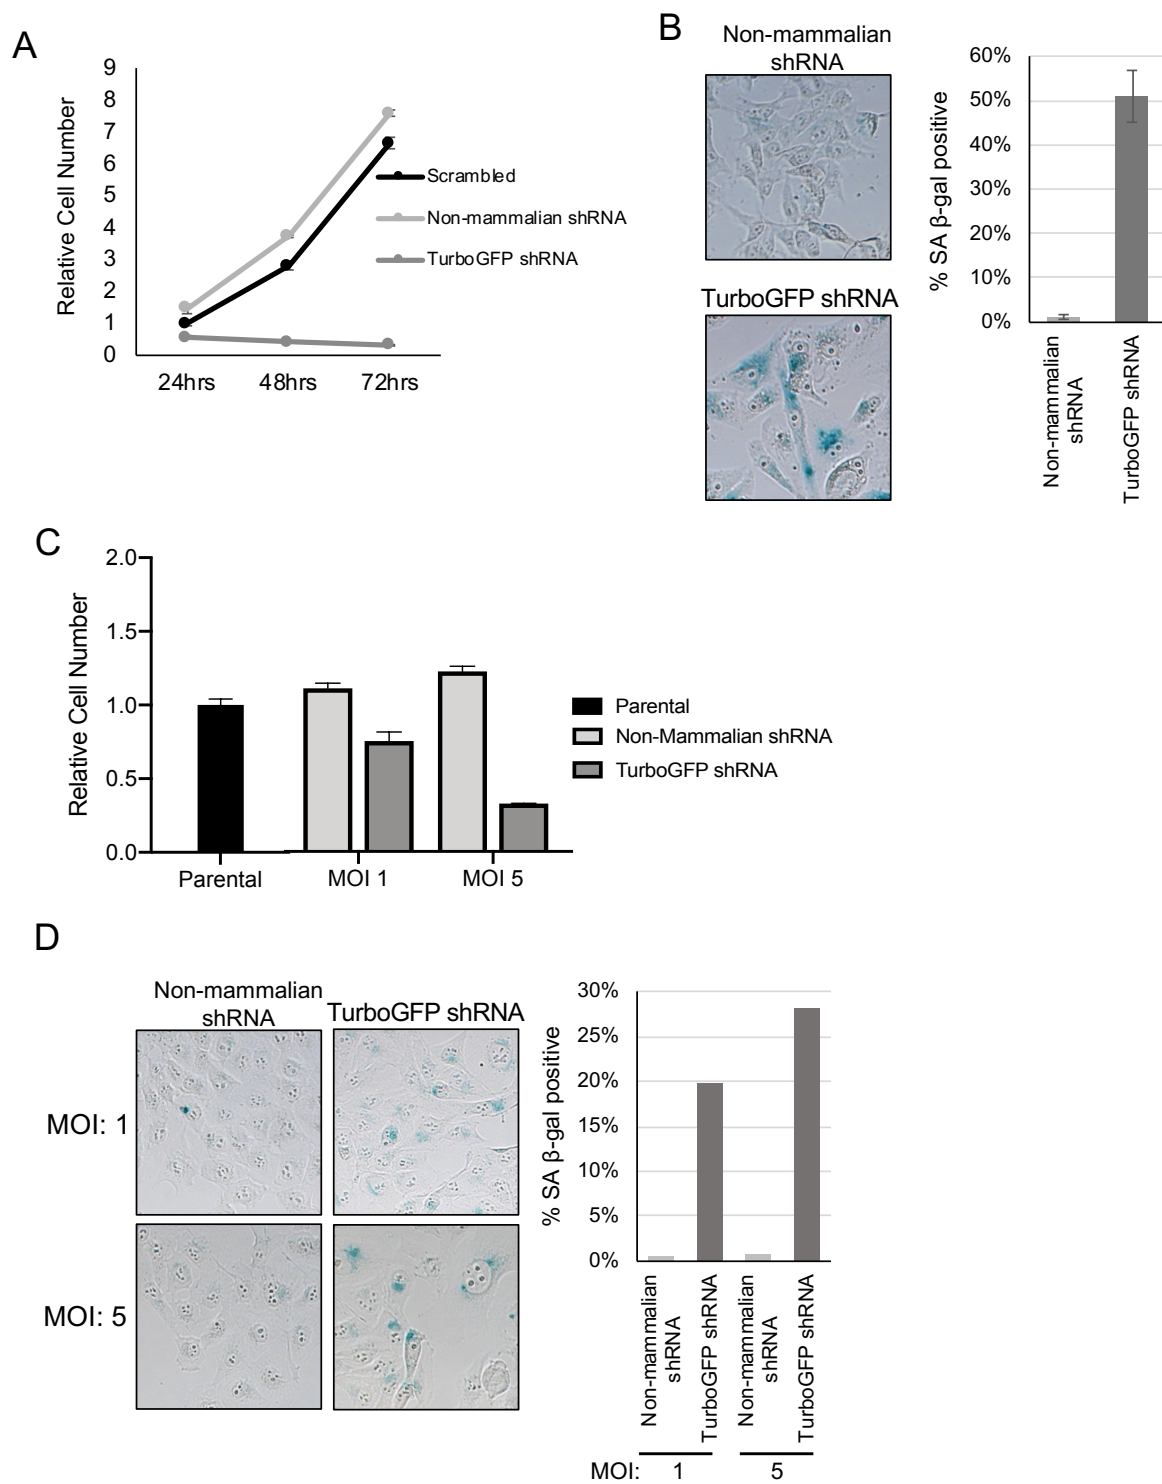 A
Relative Cell Number
9
8
7
6
5
4
3
2
1
0
24hrs
48hrs
72hrs
Scrambled
Non-mammalian shRNA
TurboGFP shRNA
B
Non-mammalian
shRNA
TurboGFP shRNA
% SA β-gal positive
60%
50%
40%
30%
20%
10%
0%
Non-mammalian
shRNA
TurboGFP shRNA
C
Relative Cell Number
2.0
1.5
1.0
0.5
0.0
Parental
MOI 1
MOI 5
Parental
Non-Mammalian shRNA
TurboGFP shRNA
D
Non-mammalian
shRNA
TurboGFP shRNA
MOI: 1
MOI: 5
% SA β-gal positive
30%
25%
20%
15%
10%
5%
0%
Non-mammalian
shRNA
TurboGFP shRNA
Non-mammalian
shRNA
TurboGFP shRNA
MOI: 1 5